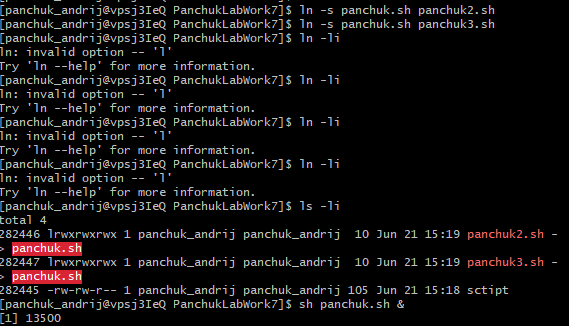 [panchuk_andrij@vpsj3IeQ PanchukLabWork7]$ ln -s panchuk.sh panchuk2.sh
[panchuk_andrij@vpsj3IeQ PanchukLabWork7]$ ln -s panchuk.sh panchuk3.sh
[panchuk_andrij@vpsj3IeQ PanchukLabWork7]$ ln -li
ln: invalid option -- 'l'
Try 'ln --help' for more information.
[panchuk_andrij@vpsj3IeQ PanchukLabWork7]$ ln -li
ln: invalid option -- 'l'
Try 'ln --help' for more information.
[panchuk_andrij@vpsj3IeQ PanchukLabWork7]$ ln -li
ln: invalid option -- 'l'
Try 'ln --help' for more information.
[panchuk_andrij@vpsj3IeQ PanchukLabWork7]$ ln -li
ln: invalid option -- 'l'
Try 'ln --help' for more information.
[panchuk_andrij@vpsj3IeQ PanchukLabWork7]$ ls -li
total 4
282446 lrwxrwxrwx 1 panchuk_andrij panchuk_andrij  10 Jun 21 15:19 panchuk2.sh -
> panchuk.sh
282447 lrwxrwxrwx 1 panchuk_andrij panchuk_andrij  10 Jun 21 15:19 panchuk3.sh -
> panchuk.sh
282445 -rw-rw-r-- 1 panchuk_andrij panchuk_andrij 105 Jun 21 15:18 sctipt
[panchuk_andrij@vpsj3IeQ PanchukLabWork7]$ sh panchuk.sh &
[1] 13500